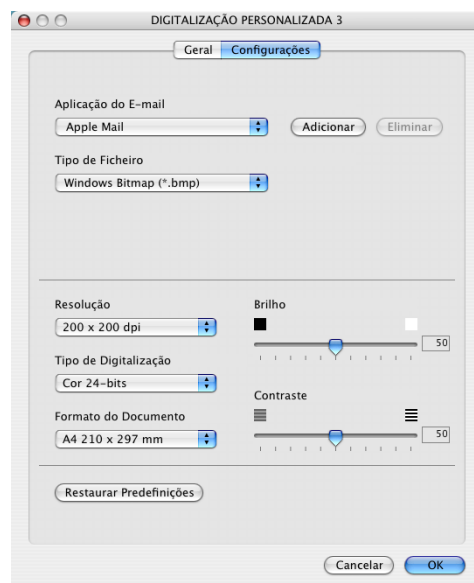 DIGITALIZAÇÃO PERSONALIZADA 3
Geral Configurações
Aplicação do E-mail
Apple Mail Adicionar Eliminar
Tipo de Ficheiro
Windows Bitmap (*.bmp)
Resolução Brilho
200 x 200 dpi 50
Tipo de Digitalização
Cor 24-bits
Contraste
Formato do Documento
A4 210 x 297 mm 50
Restaurar Predefinições
Cancelar OK